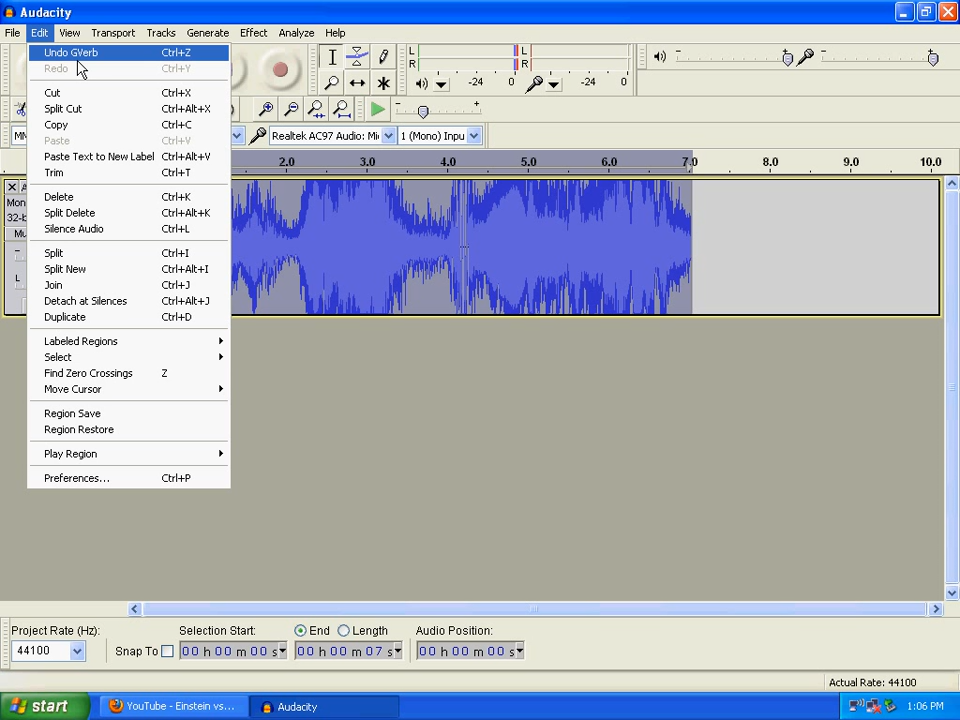 Audacity
File Edit View Transport Tracks Generate Effect Analyze Help
Undo GVerb Ctrl+Z
Redo Ctrl+Y
Cut Ctrl+X
Split Cut Ctrl+Alt+X
Copy Ctrl+C
Paste Ctrl+V
Paste Text to New Label Ctrl+Alt+V
Trim Ctrl+T
Delete Ctrl+K
Split Delete Ctrl+Alt+K
Silence Audio Ctrl+L
Split Ctrl+I
Split New Ctrl+Alt+I
Join Ctrl+J
Detach at Silences Ctrl+Alt+J
Duplicate Ctrl+D
Labeled Regions
Select
Find Zero Crossings Z
Move Cursor
Region Save
Region Restore
Play Region
Preferences... Ctrl+P
L R -24 0
L R -24 0
- +
- +
- +
MM
Realtek AC97 Audio: Mi
1 (Mono) Inpu
2.0 3.0 4.0 5.0 6.0 7.0 8.0 9.0 10.0
Mon
32-b
Mu
-
L
Project Rate (Hz):
44100
Snap To
Selection Start:
00 h 00 m 00 s
End
Length
00 h 00 m 07 s
Audio Position:
00 h 00 m 00 s
Actual Rate: 44100
start
YouTube - Einstein vs...
Audacity
1:06 PM